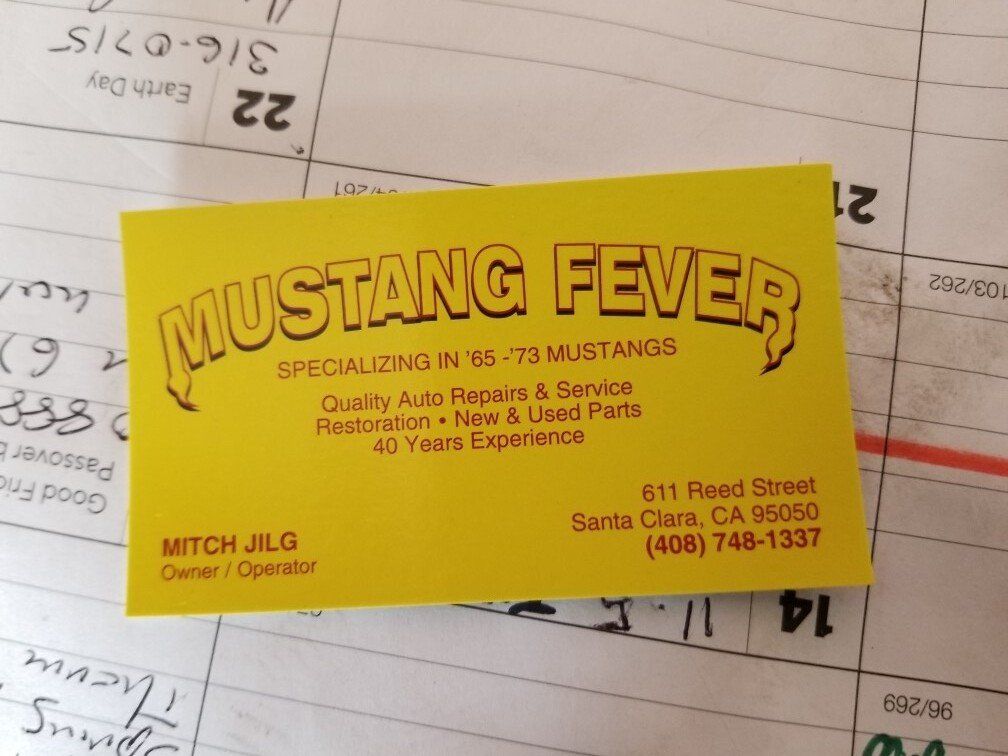 316-0715
Earth Day
22
21
103/262
MUSTANG FEVER
SPECIALIZING IN '65 -'73 MUSTANGS
Quality Auto Repairs & Service
Restoration • New & Used Parts
40 Years Experience
611 Reed Street
Santa Clara, CA 95050
(408) 748-1337
MITCH JILG
Owner / Operator
Good
Passover
14
96/269